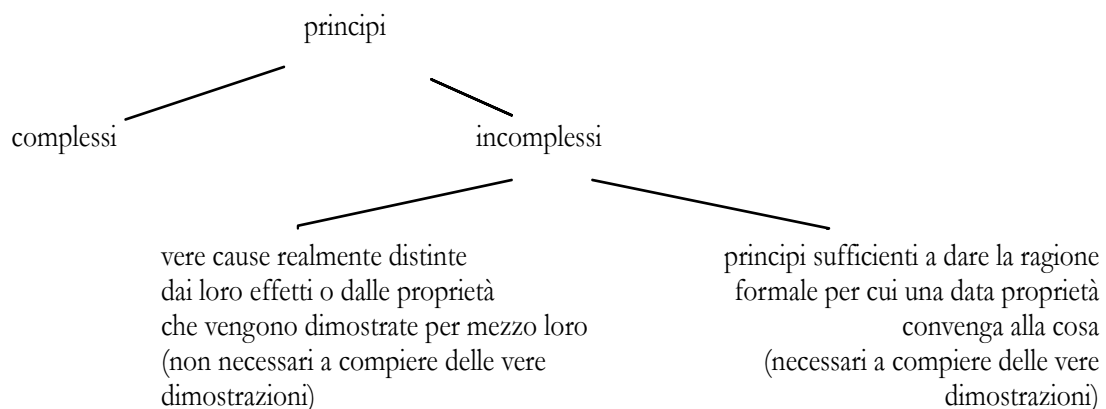 principi
complessi
incomplessi
vere cause realmente distinte
dai loro effetti o dalle proprietà
che vengono dimostrate per mezzo loro
(non necessari a compiere delle vere
dimostrazioni)
principi sufficienti a dare la ragione
formale per cui una data proprietà
convenga alla cosa
(necessari a compiere delle vere
dimostrazioni)